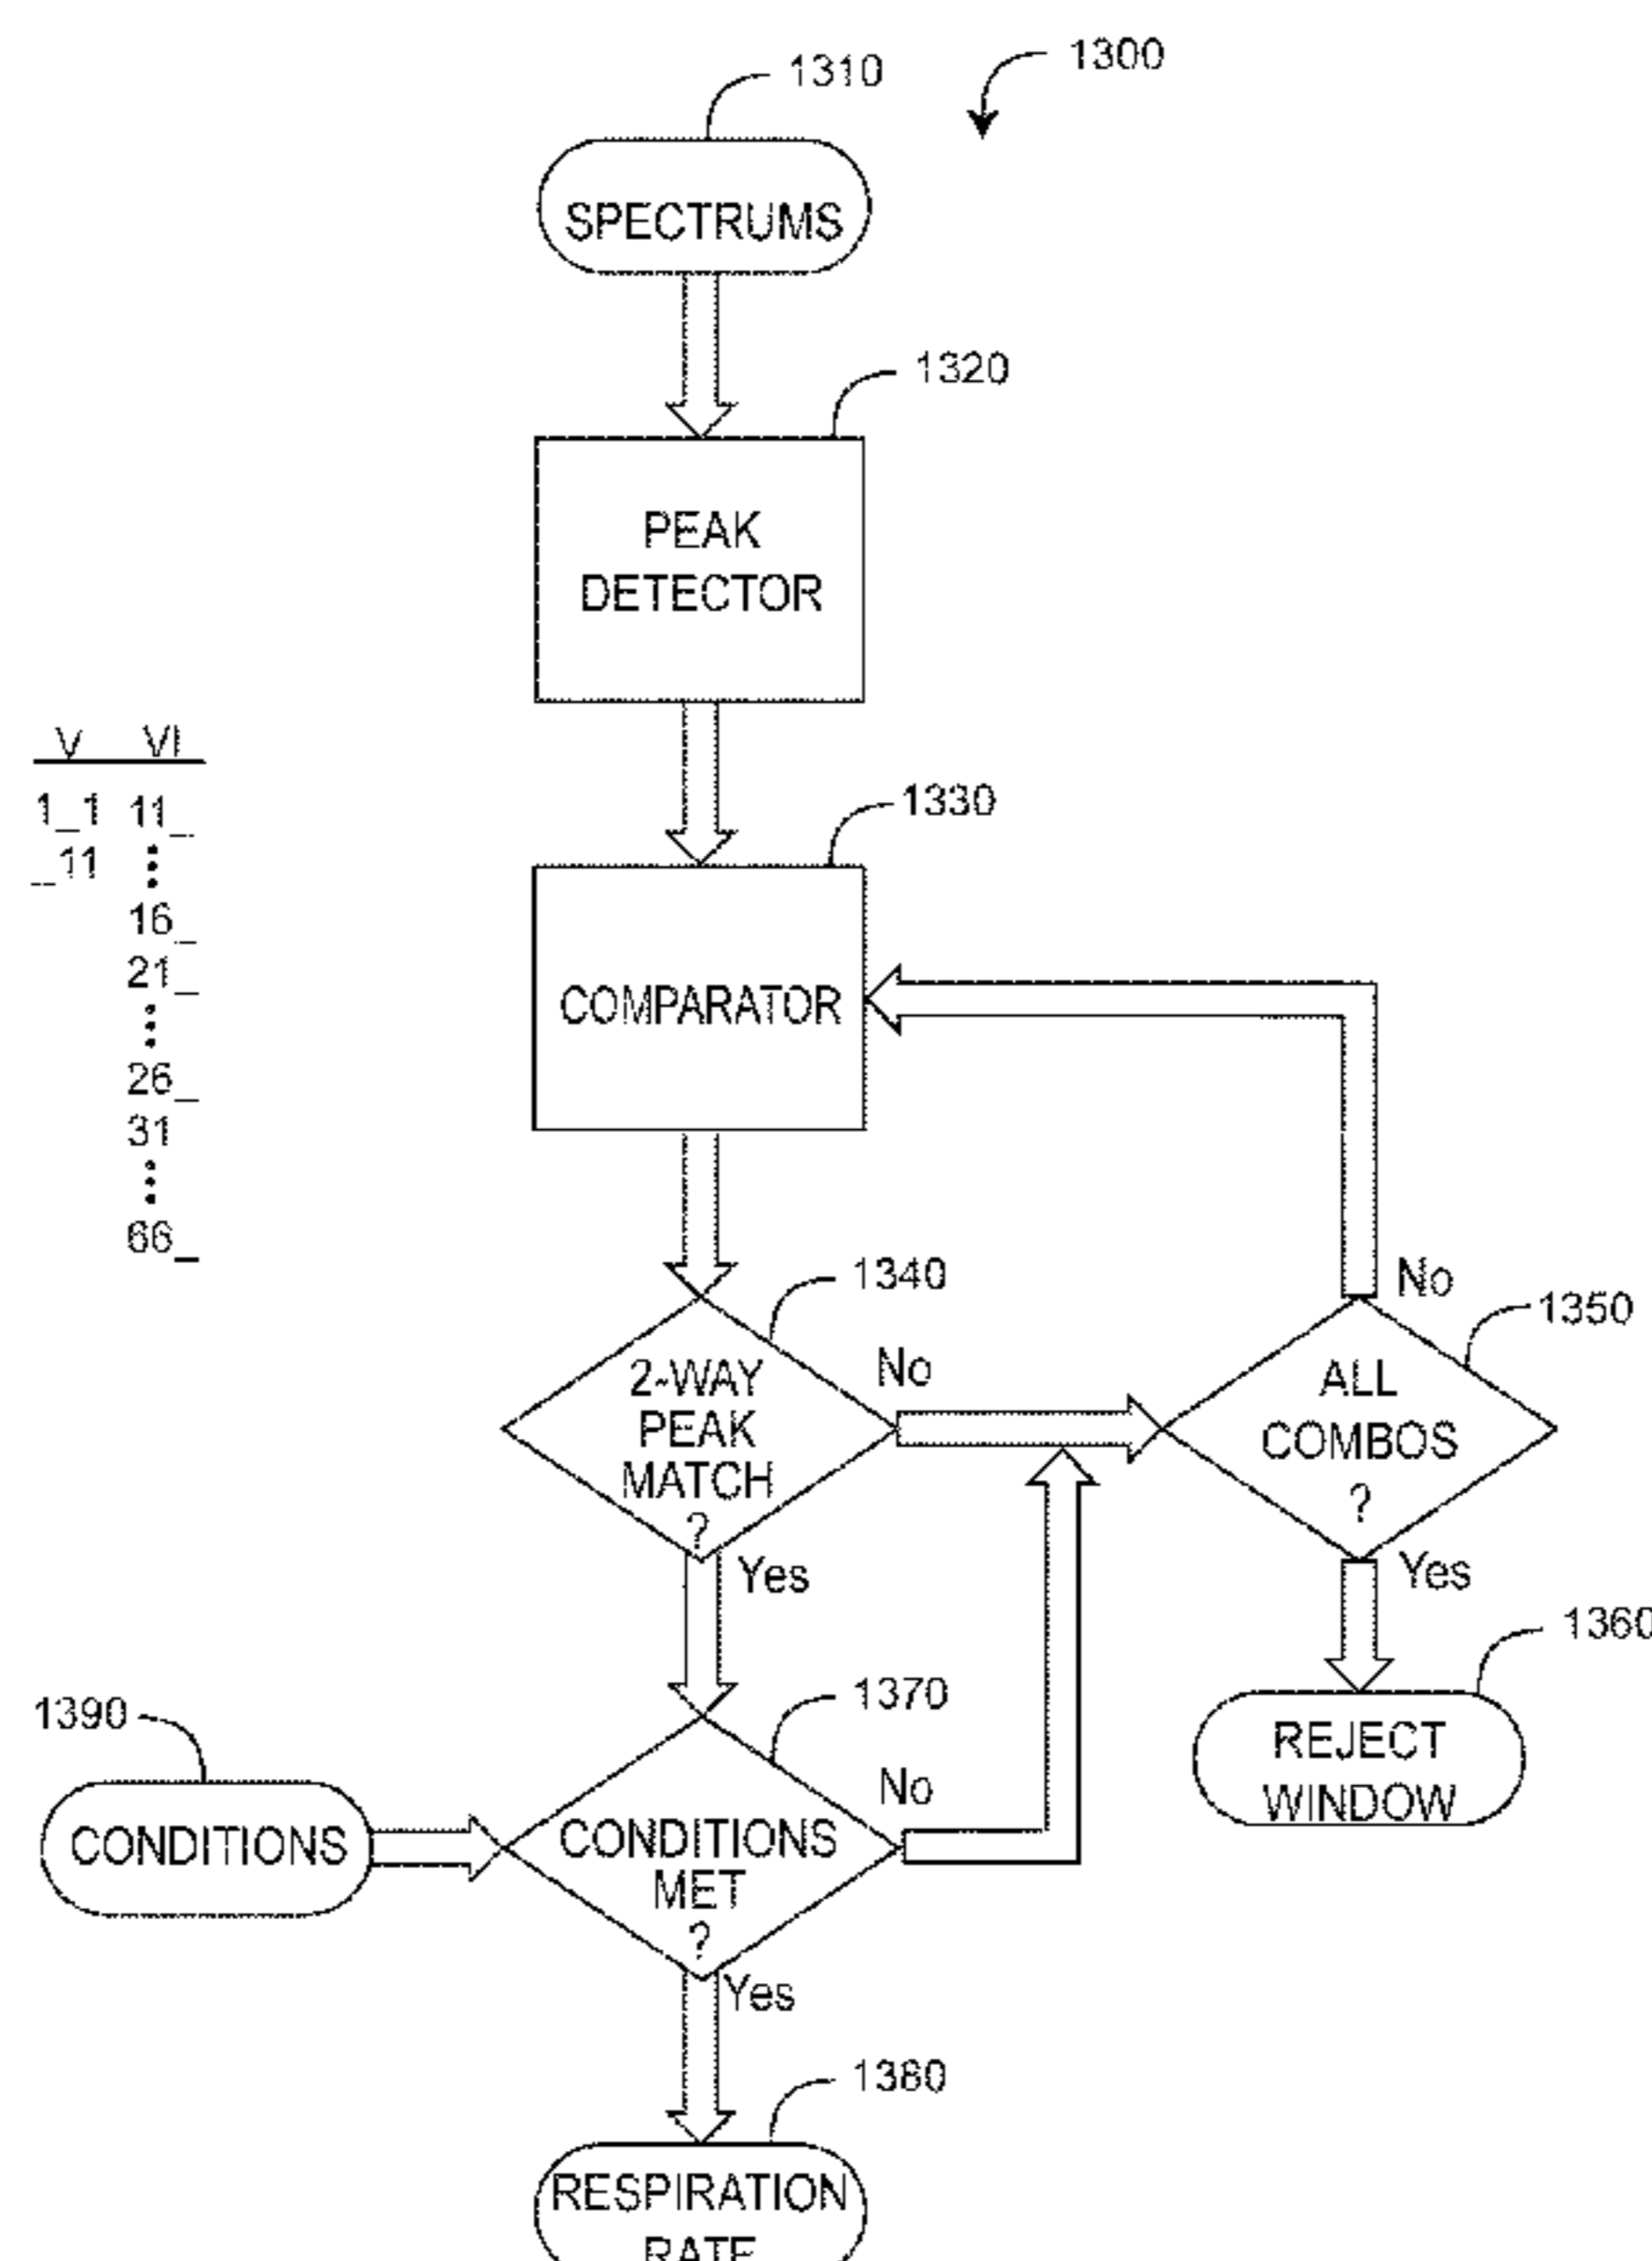 1310
1300
SPECTRUMS
1320
PEAK
DETECTOR
V VI
1_1 11_
_11
16_
21_
26_
31
66_
1330
COMPARATOR
1340
2-WAY
PEAK
MATCH
?
No
Yes
1350
ALL
COMBOS
?
No
Yes
1360
REJECT
WINDOW
1390
CONDITIONS
1370
CONDITIONS
MET
?
No
Yes
1380
RESPIRATION
RATE